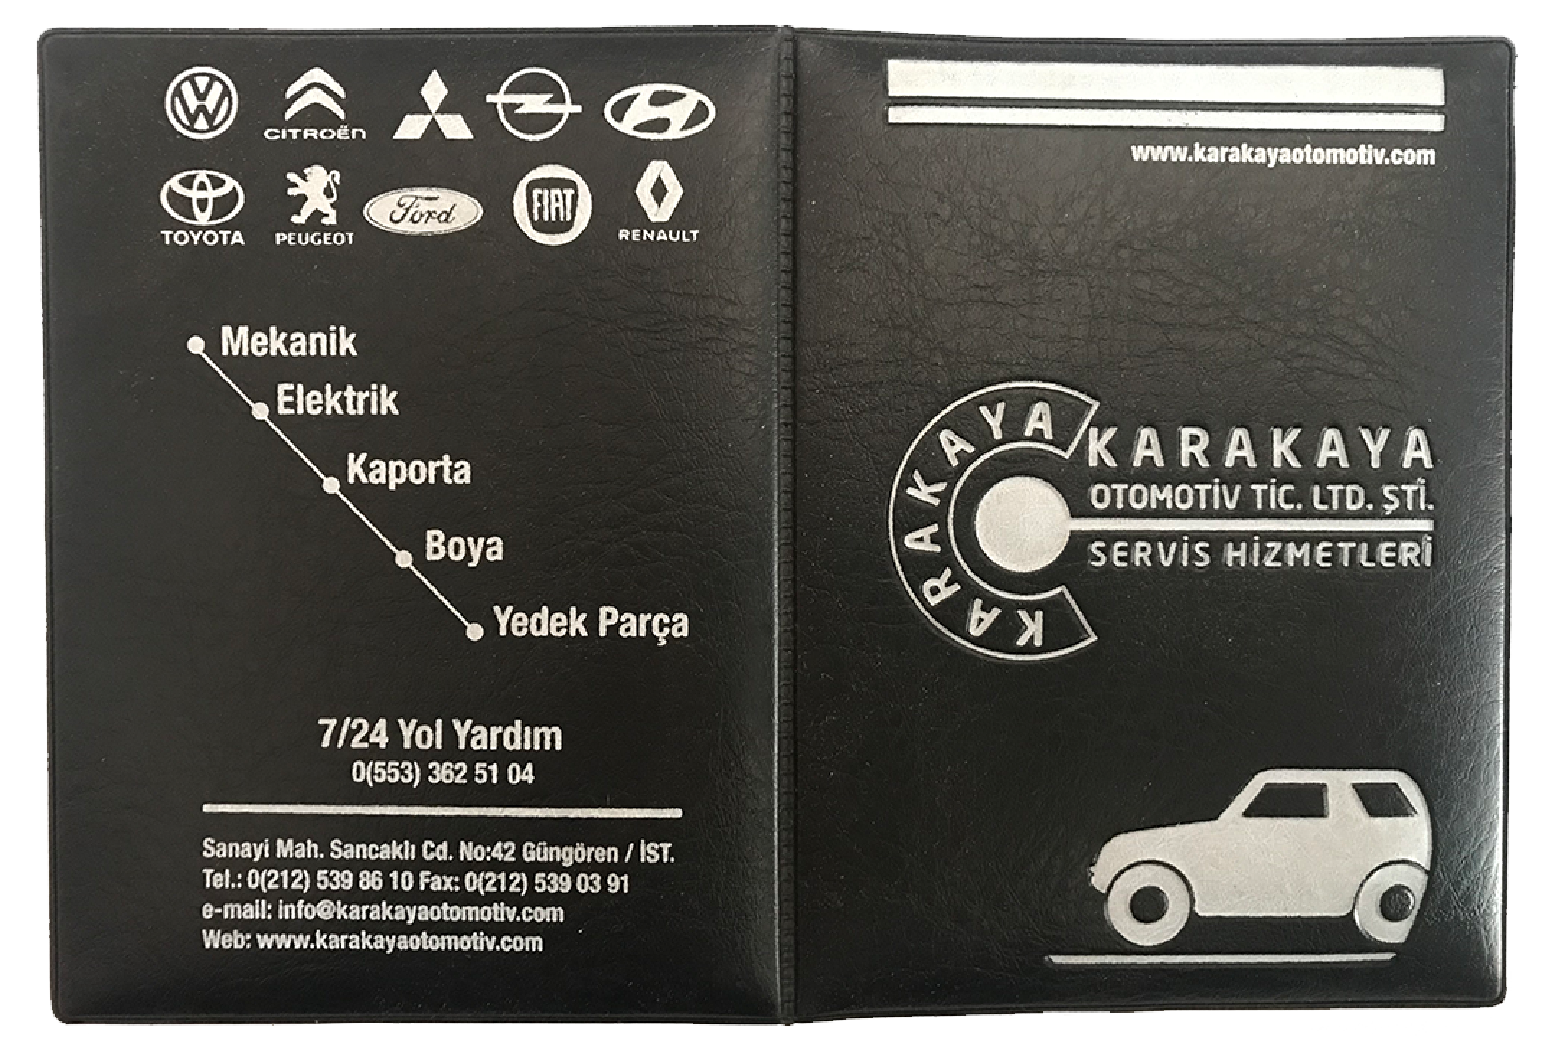 CITROËN
TOYOTA
PEUGEOT
Ford
FIAT
RENAULT
Mekanik
Elektrik
Kaporta
Boya
Yedek Parça
7/24 Yol Yardım
0(553) 362 51 04
Sanayi Mah. Sancaklı Cd. No:42 Güngören / İST.
Tel.: 0(212) 539 86 10 Fax: 0(212) 539 03 91
e-mail: info@karakayaotomotiv.com
Web: www.karakayaotomotiv.com
www.karakayaotomotiv.com
KARAKAYA
KARAKAYA
OTOMOTİV TİC. LTD. ŞTİ.
SERVİS HİZMETLERİ